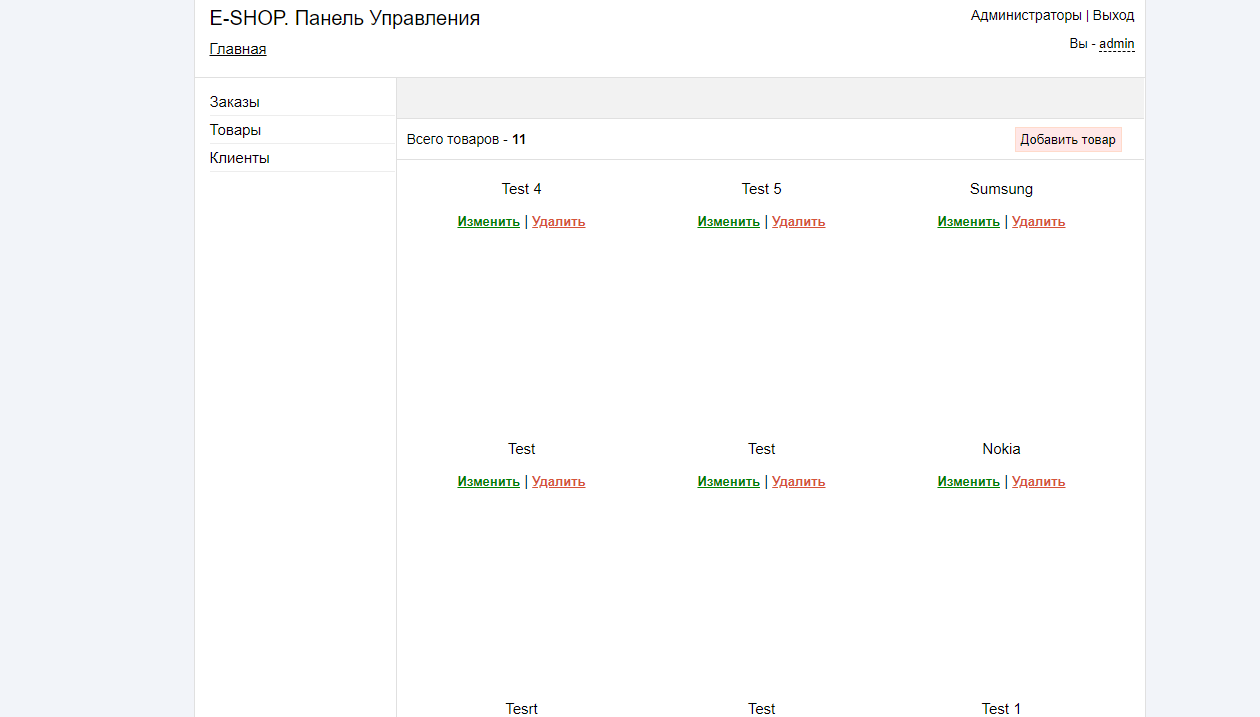 E-SHOP. Панель Управления
Администраторы | Выход
Главная
Вы - admin
Заказы
Товары
Клиенты
Всего товаров - 11
Добавить товар
Test 4
Изменить | Удалить
Test 5
Изменить | Удалить
Sumsung
Изменить | Удалить
Test
Изменить | Удалить
Test
Изменить | Удалить
Nokia
Изменить | Удалить
Tesrt
Test
Test 1